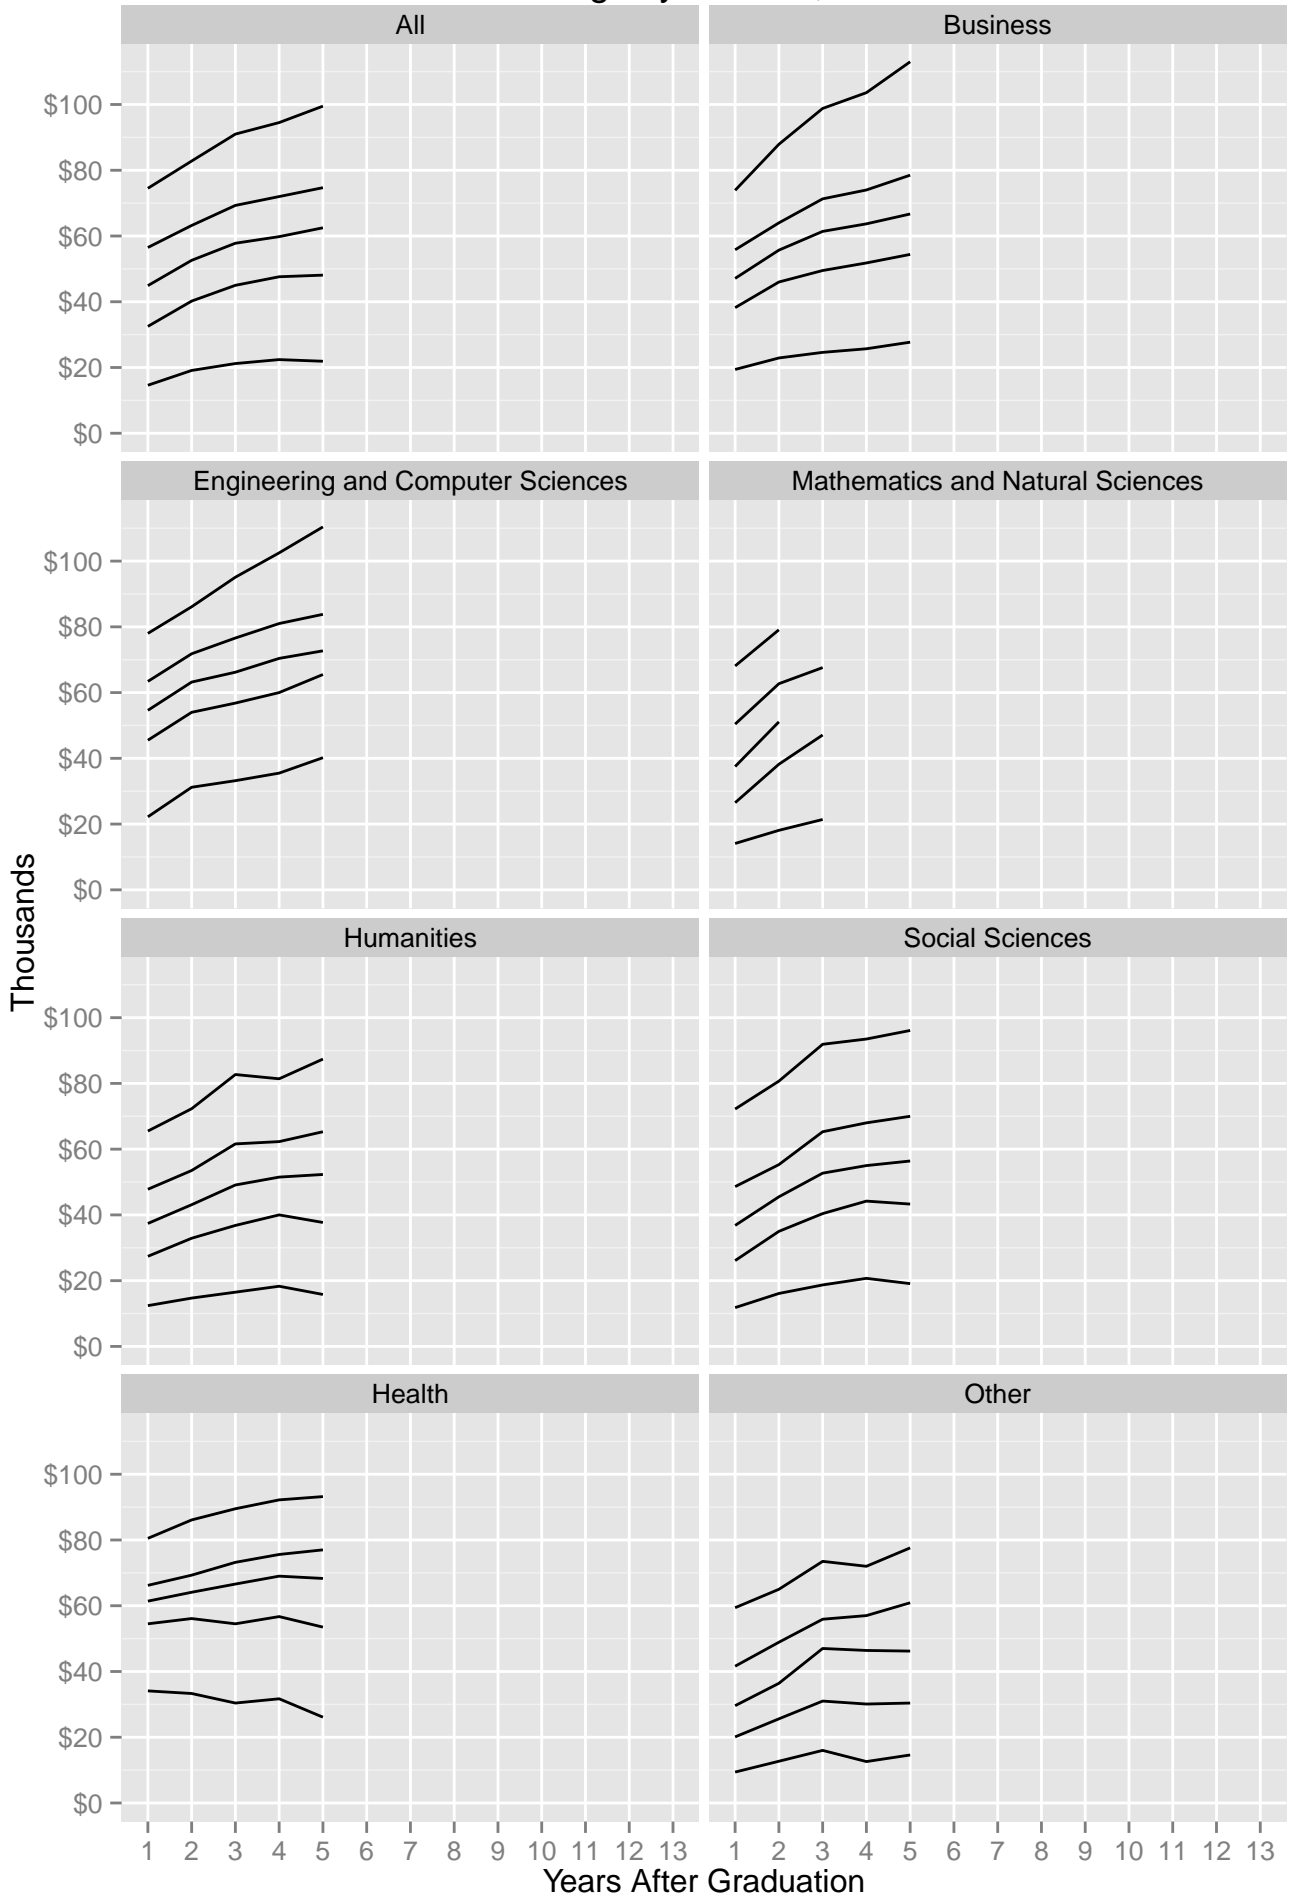 All
Business
$100
$80
$60
$40
$20
$0
Engineering and Computer Sciences
Mathematics and Natural Sciences
$100
$80
$60
$40
$20
$0
Thousands
Humanities
Social Sciences
$100
$80
$60
$40
$20
$0
Health
Other
$100
$80
$60
$40
$20
$0
1 2 3 4 5 6 7 8 9 10 11 12 13
1 2 3 4 5 6 7 8 9 10 11 12 13
Years After Graduation